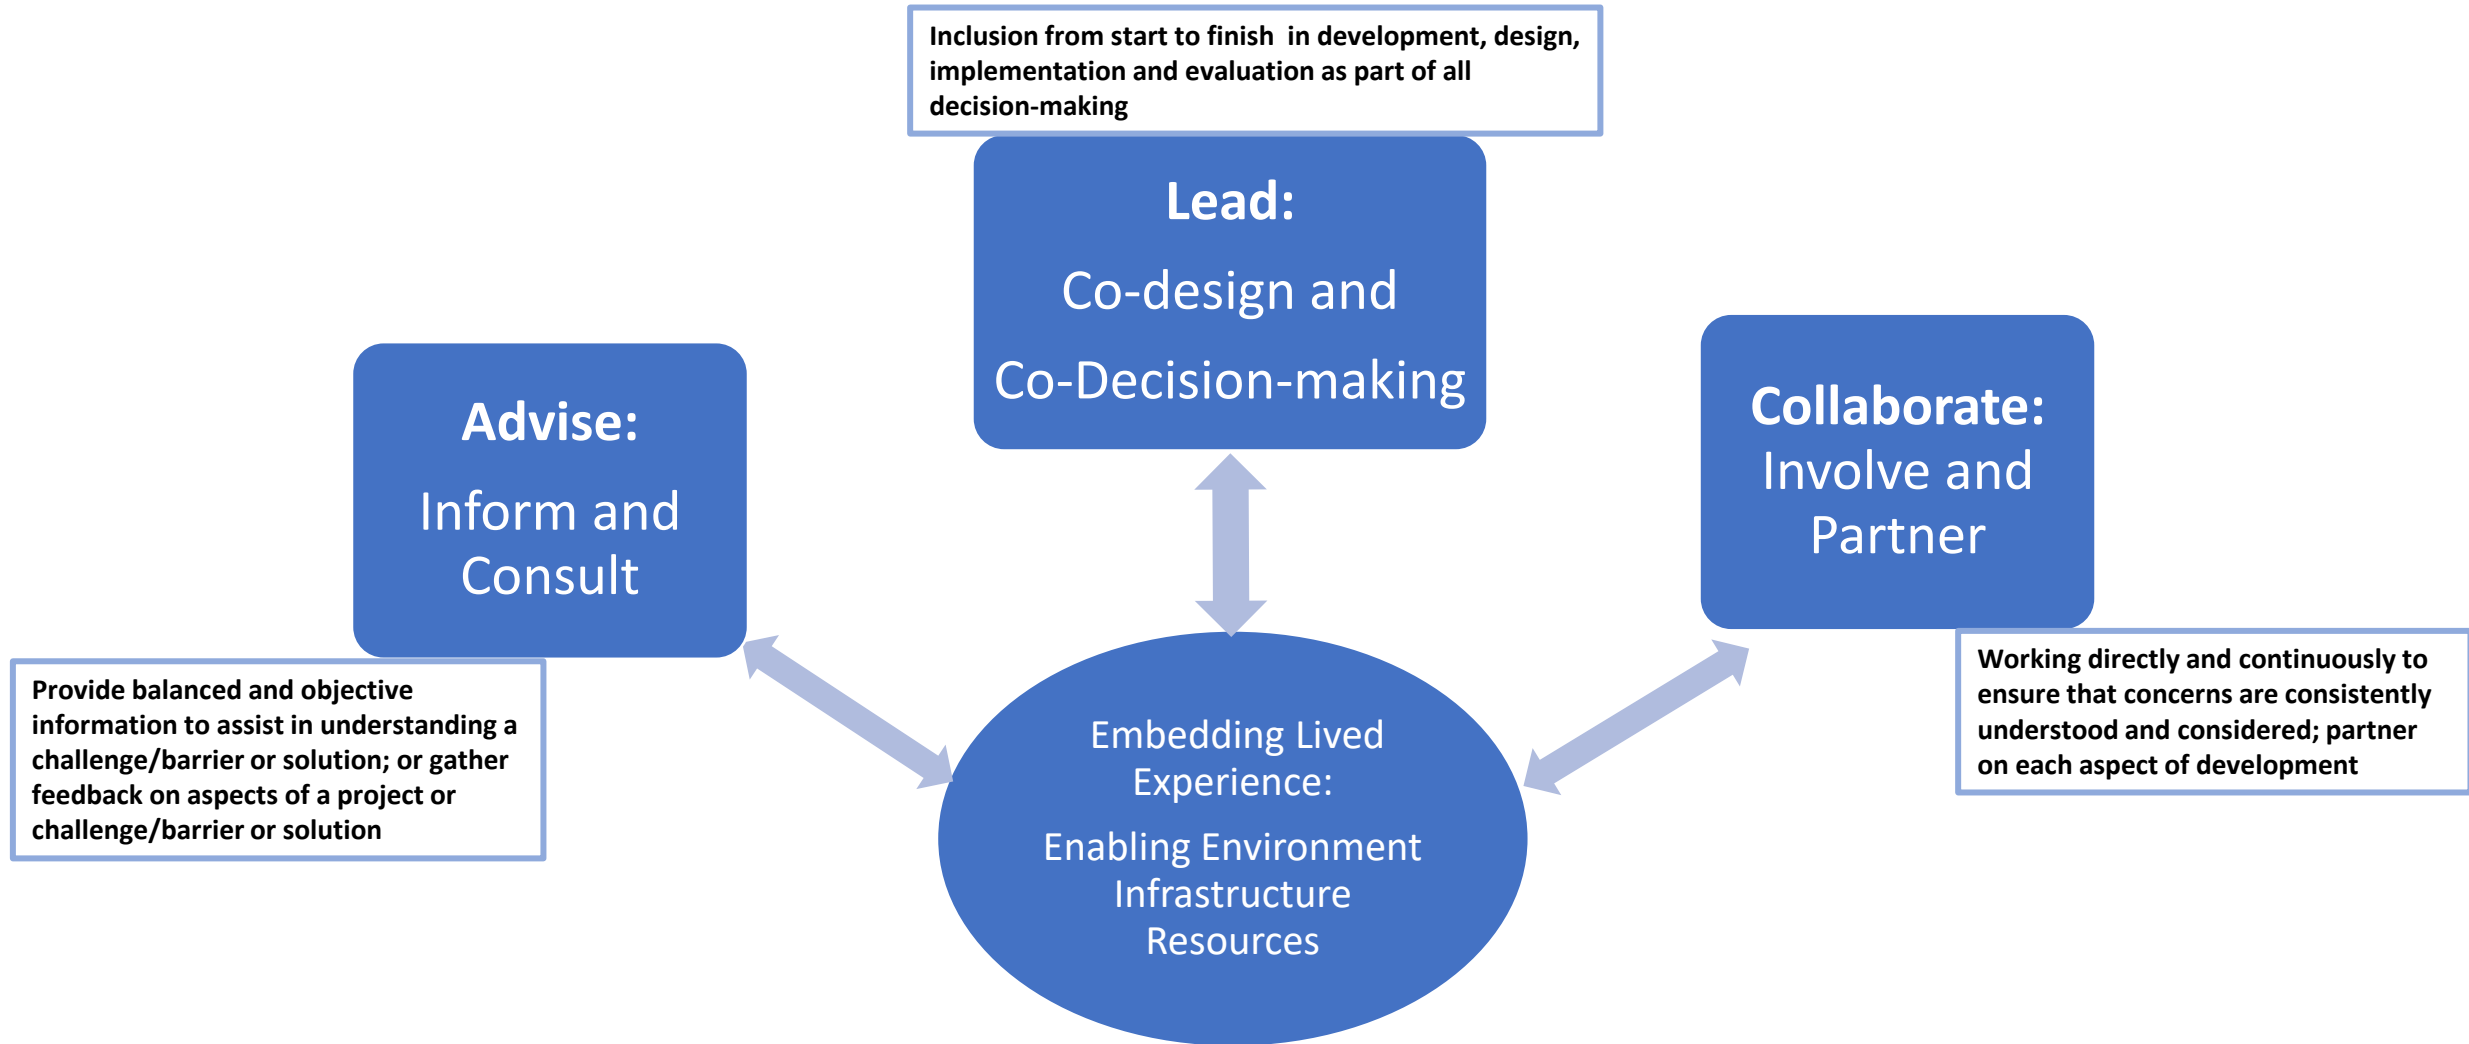 Inclusion from start to finish in development, design,
implementation and evaluation as part of all
decision-making
Lead:
Co-design and
Co-Decision-making
Advise:
Inform and
Consult
Collaborate:
Involve and
Partner
Provide balanced and objective
information to assist in understanding a
challenge/barrier or solution; or gather
feedback on aspects of a project or
challenge/barrier or solution
Working directly and continuously to
ensure that concerns are consistently
understood and considered; partner
on each aspect of development
Embedding Lived
Experience:
Enabling Environment
Infrastructure
Resources